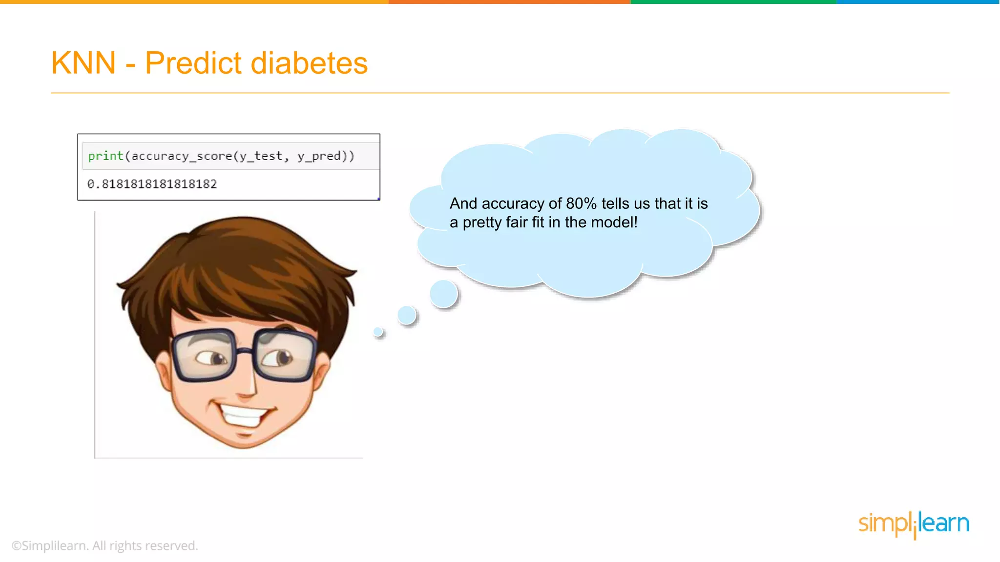 KNN - Predict diabetes
print(accuracy_score(y_test, y_pred))
0.8181818181818182
And accuracy of 80% tells us that it is
a pretty fair fit in the model!
simplilearn
©Simplilearn. All rights reserved.